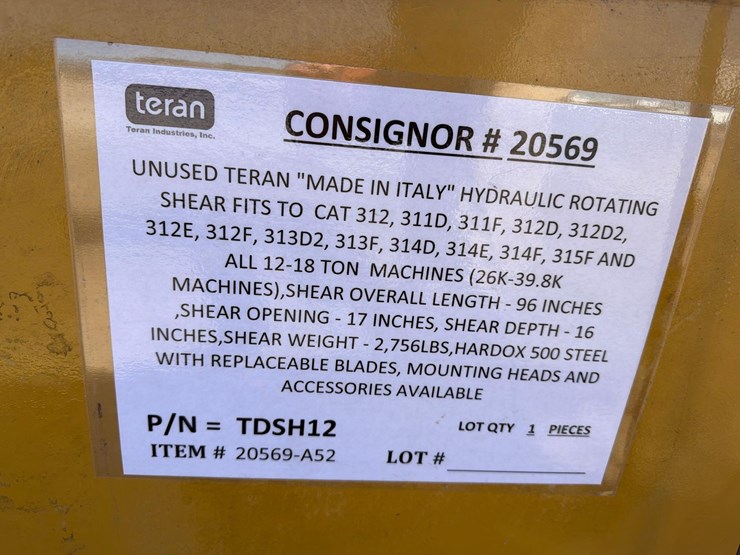 teran
Teran Industries, Inc.
CONSIGNOR # 20569
UNUSED TERAN "MADE IN ITALY" HYDRAULIC ROTATING
SHEAR FITS TO CAT 312, 311D, 311F, 312D, 312D2,
312E, 312F, 313D2, 313F, 314D, 314E, 314F, 315F AND
ALL 12-18 TON MACHINES (26K-39.8K
MACHINES),SHEAR OVERALL LENGTH - 96 INCHES
,SHEAR OPENING - 17 INCHES, SHEAR DEPTH - 16
INCHES,SHEAR WEIGHT - 2,756LBS,HARDOX 500 STEEL
WITH REPLACEABLE BLADES, MOUNTING HEADS AND
ACCESSORIES AVAILABLE
P/N = TDSH12
LOT QTY 1 PIECES
ITEM # 20569-A52
LOT #